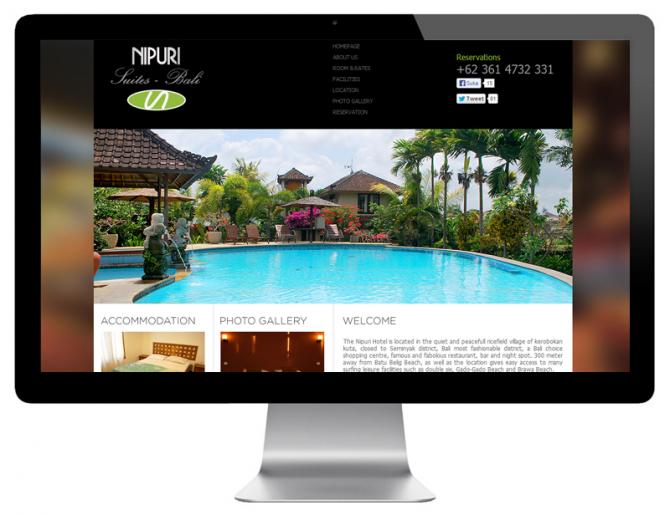 NIPURI
Suites - Bali
HOMEPAGE
ABOUT US
ROOM & SUITES
FACILITIES
LOCATION
PHOTO GALLERY
RESERVATION
Reservations
+62 361 4732 331
Suka
Tweet 61
ACCOMMODATION
PHOTO GALLERY
WELCOME
The Nipuri Hotel is located in the quiet and peacefull ricefield village of kerobokan
kuta, closed to Seminyak district, Bali most fashionable district, a Bali choice
shopping centre, famous and fabolous restaurant, bar and night spot. 300 meter
away from Batu Belig Beach, as well as the location gives easy access to many
surfing leisure facilities such as double six, Gado-Gado Beach and Brawa Beach.